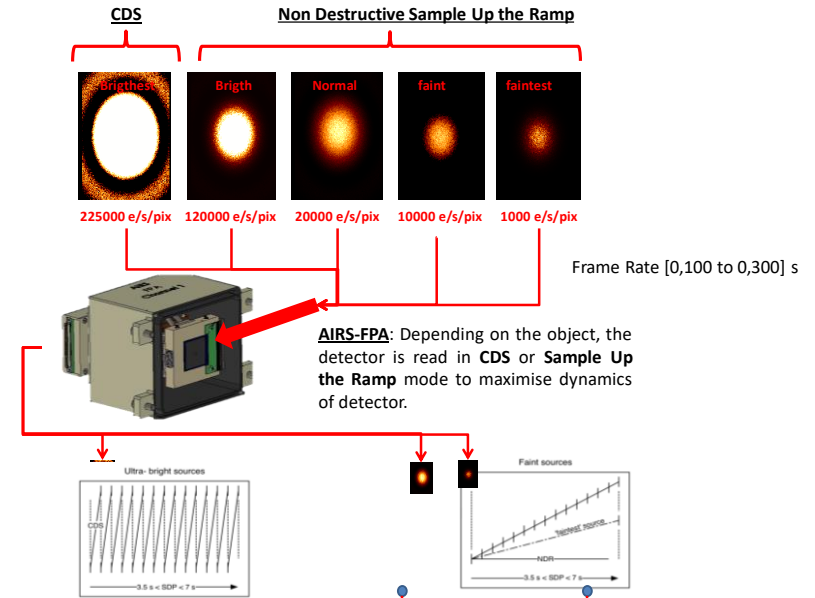 CDS
Non Destructive Sample Up the Ramp
Brigthest
Brigth
Normal
faint
faintest
225000 e/s/pix
120000 e/s/pix
20000 e/s/pix
10000 e/s/pix
1000 e/s/pix
Frame Rate [0,100 to 0,300] s
Channel 1
AIRS-FPA: Depending on the object, the
detector is read in CDS or Sample Up
the Ramp mode to maximise dynamics
of detector.
Ultra- bright sources
CDS
3.5 s < SDP < 7 s
Faint sources
'faintest' source
NDR
3.5 s < SDP < 7 s